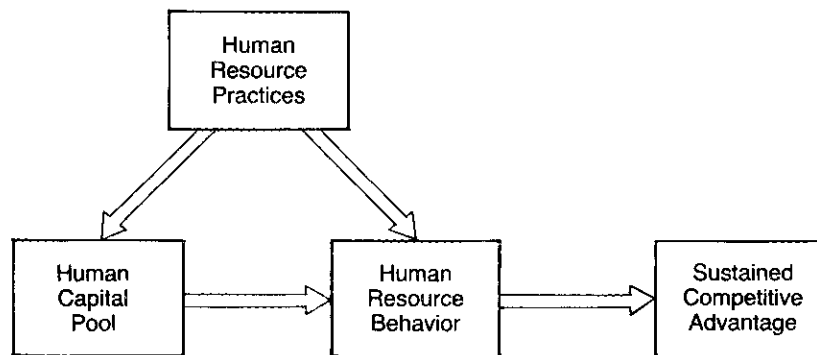 Human
Resource
Practices
Human
Capital
Pool
Human
Resource
Behavior
Sustained
Competitive
Advantage